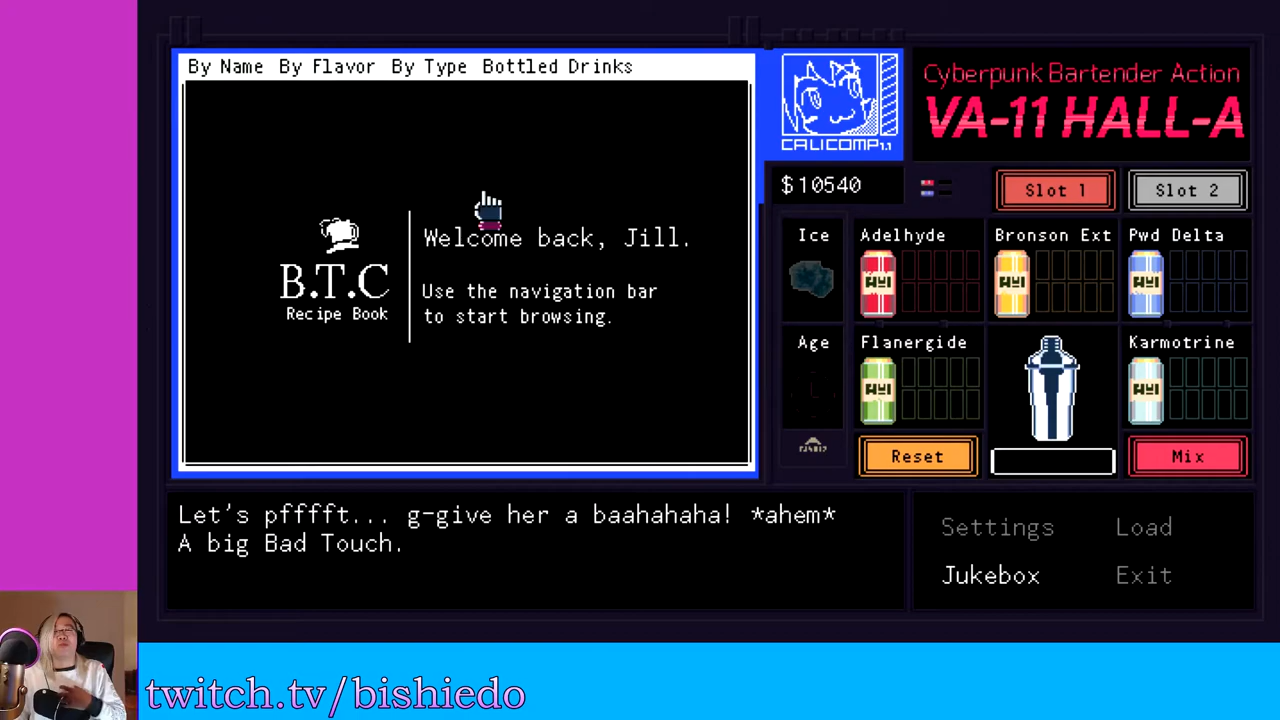 By Name By Flavor By Type Bottled Drinks
B.T.C
Recipe Book
Welcome back, Jill.
Use the navigation bar
to start browsing.
CALICOMP1.1
Cyberpunk Bartender Action
VA-11 HALL-A
$10540
Slot 1
Slot 2
Ice
Adelhyde
Bronson Ext
Pwd Delta
Age
Flanergide
Karmotrine
Reset
Mix
Let's pfffft... g-give her a baahahaha! *ahem*
A big Bad Touch.
Settings
Load
Jukebox
Exit
twitch.tv/bishiedo